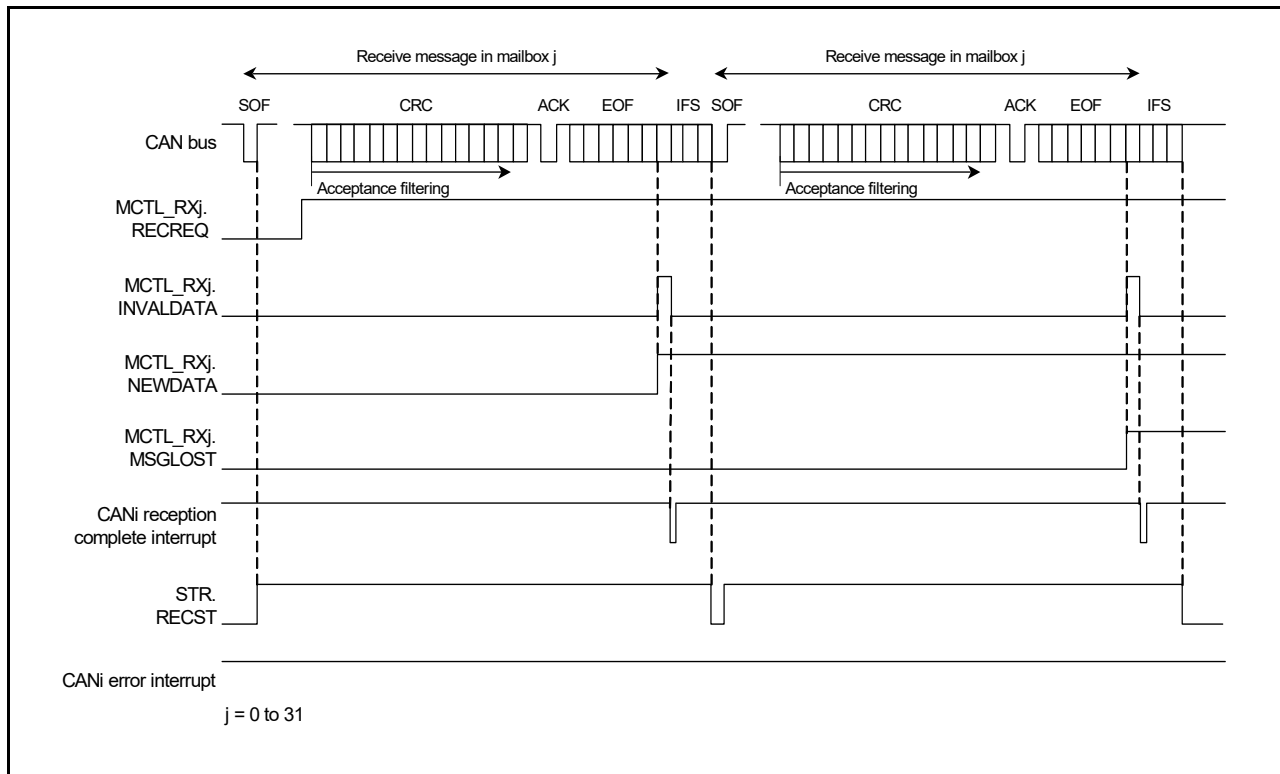 Receive message in mailbox j Receive message in mailbox j
SOF CRC ACK EOF IFS SOF CRC ACK EOF IFS
CAN bus
Acceptance filtering Acceptance filtering
MCTL_RXj.
RECREQ
MCTL_RXj.
INVALDATA
MCTL_RXj.
NEWDATA
MCTL_RXj.
MSGLOST
CANi reception
complete interrupt
STR.
RECST
CANi error interrupt
j = 0 to 31